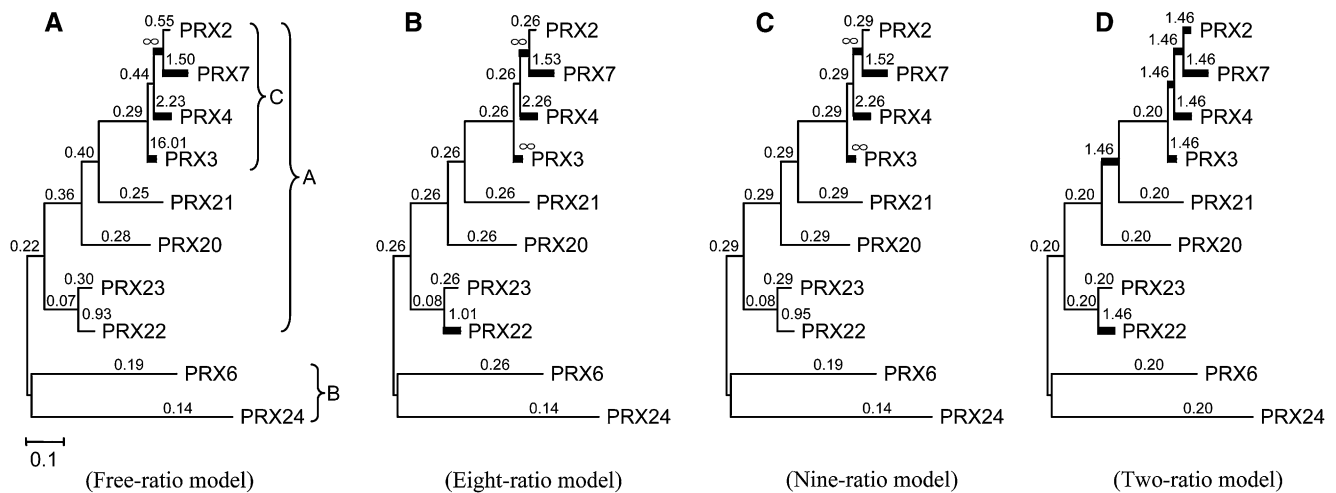 A
0.55
PRX2
∞
1.50
PRX7
0.44
2.23
PRX4
0.29
16.01
PRX3
C
0.40
A
0.25
PRX21
0.36
0.28
PRX20
0.22
0.30
PRX23
0.07
0.93
PRX22
0.19
PRX6
B
0.14
PRX24
0.1
(Free-ratio model)
B
0.26
PRX2
∞
1.53
PRX7
0.26
2.26
PRX4
0.26
∞
PRX3
0.26
0.26
PRX21
0.26
0.26
PRX20
0.26
0.26
PRX23
0.08
1.01
PRX22
0.26
PRX6
0.14
PRX24
(Eight-ratio model)
C
0.29
PRX2
∞
1.52
PRX7
0.29
2.26
PRX4
0.29
∞
PRX3
0.29
0.29
PRX21
0.29
0.29
PRX20
0.29
0.29
PRX23
0.08
0.95
PRX22
0.19
PRX6
0.14
PRX24
(Nine-ratio model)
D
1.46
PRX2
1.46
1.46
PRX7
1.46
1.46
PRX4
0.20
1.46
PRX3
1.46
0.20
PRX21
0.20
0.20
PRX20
0.20
0.20
PRX23
0.20
1.46
PRX22
0.20
PRX6
0.20
PRX24
(Two-ratio model)